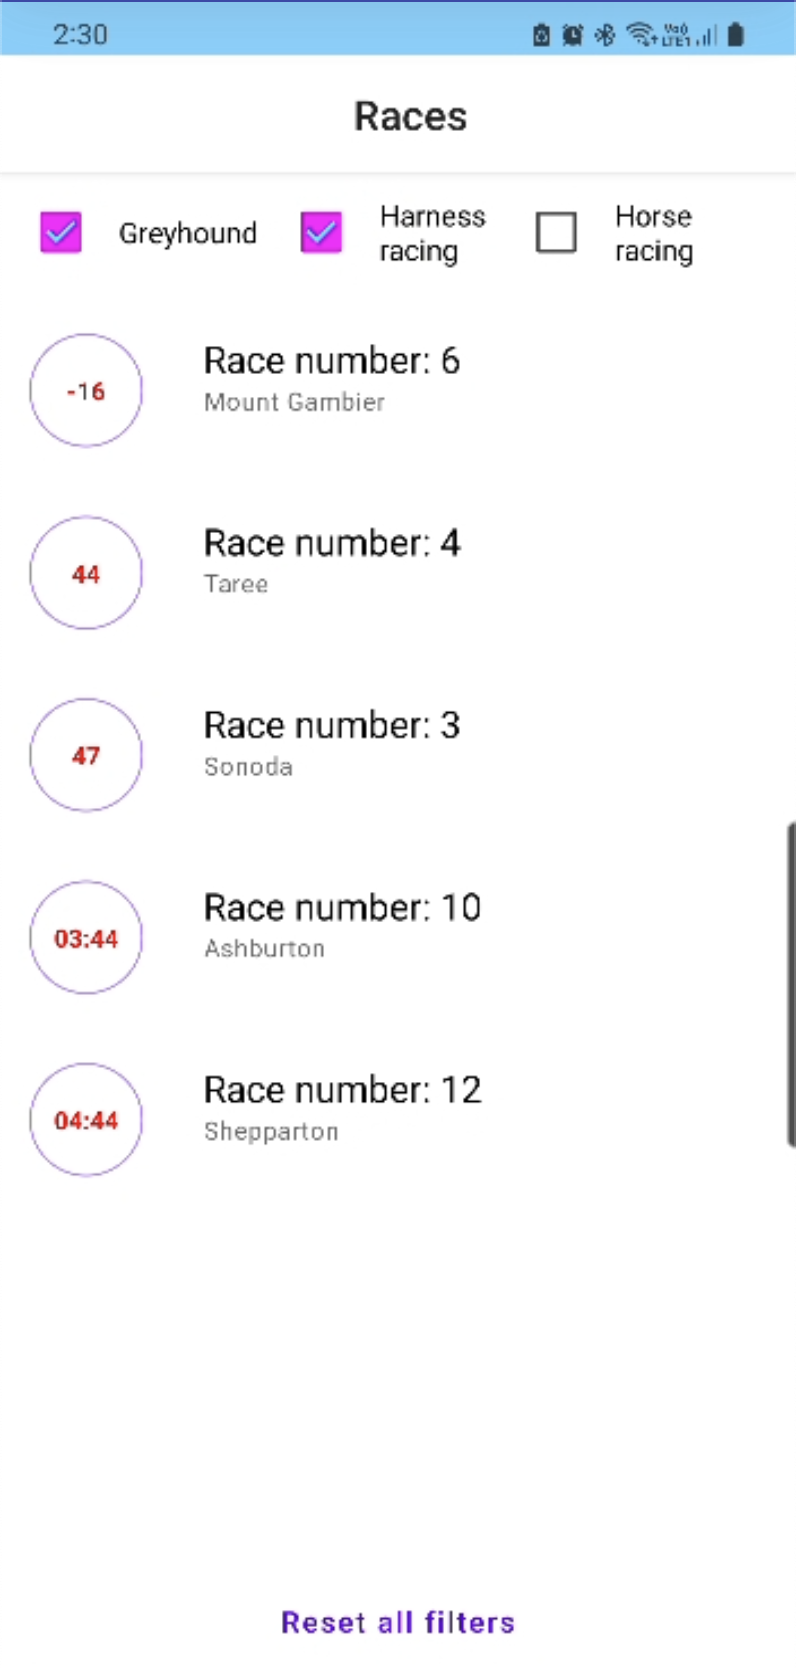 2:30
Races
Greyhound
Harness
racing
Horse
racing
-16
Race number: 6
Mount Gambier
44
Race number: 4
Taree
47
Race number: 3
Sonoda
03:44
Race number: 10
Ashburton
04:44
Race number: 12
Shepparton
Reset all filters